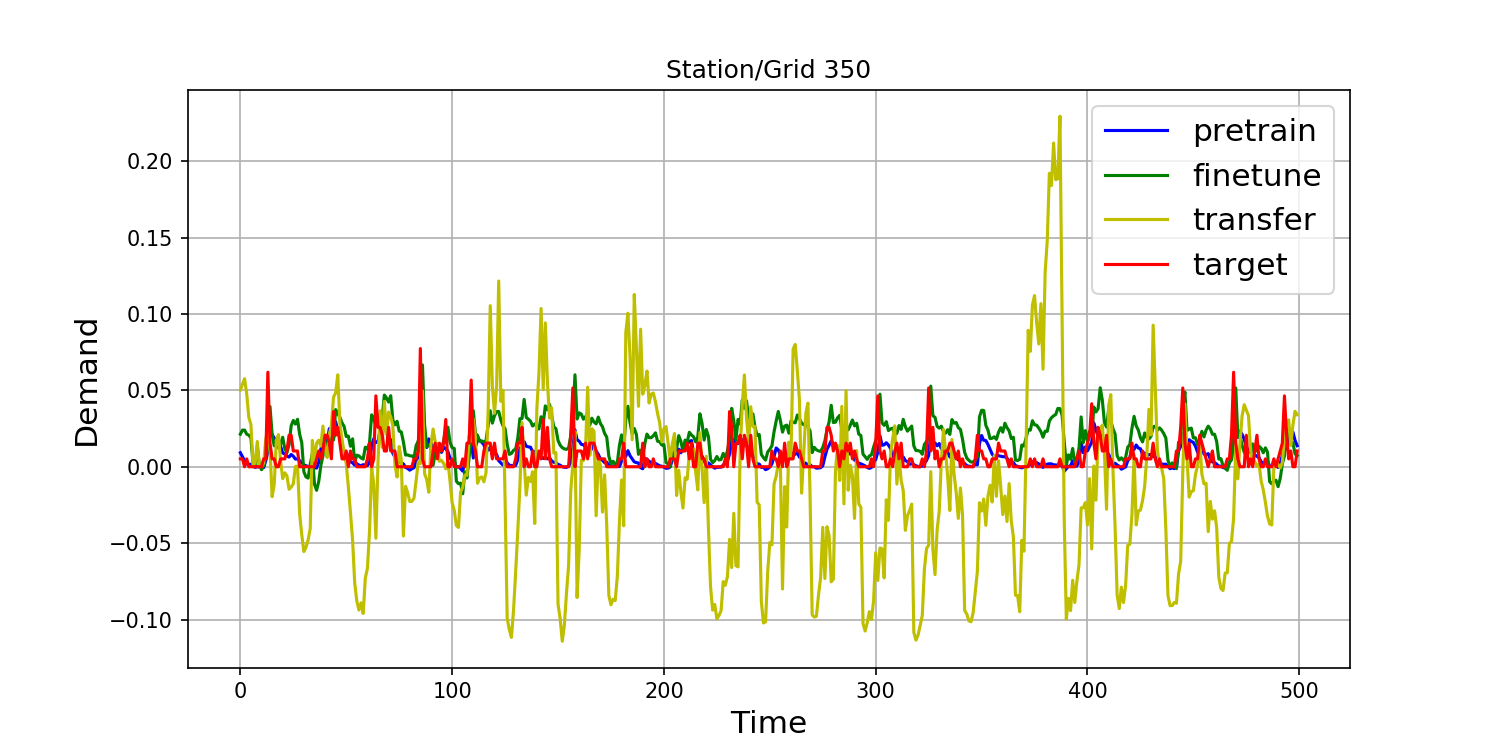 Station/Grid 350
Demand
0.20
0.15
0.10
0.05
0.00
−0.05
−0.10
pretrain
finetune
transfer
target
0 100 200 300 400 500
Time